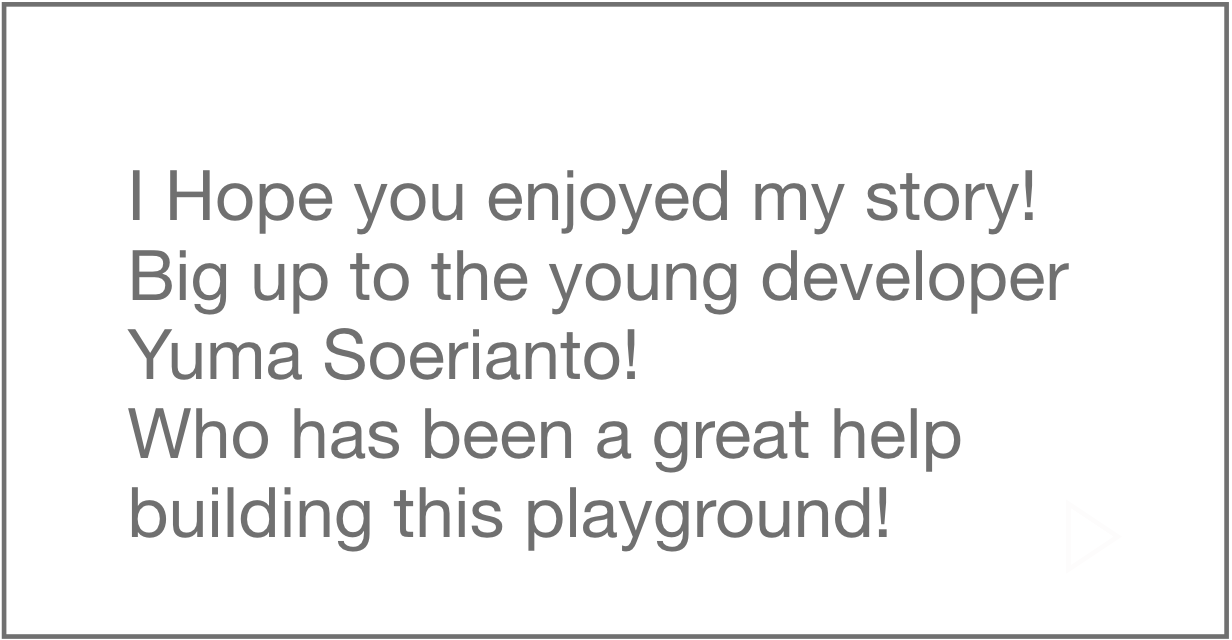 I Hope you enjoyed my story!
Big up to the young developer
Yuma Soerianto!
Who has been a great help
building this playground!